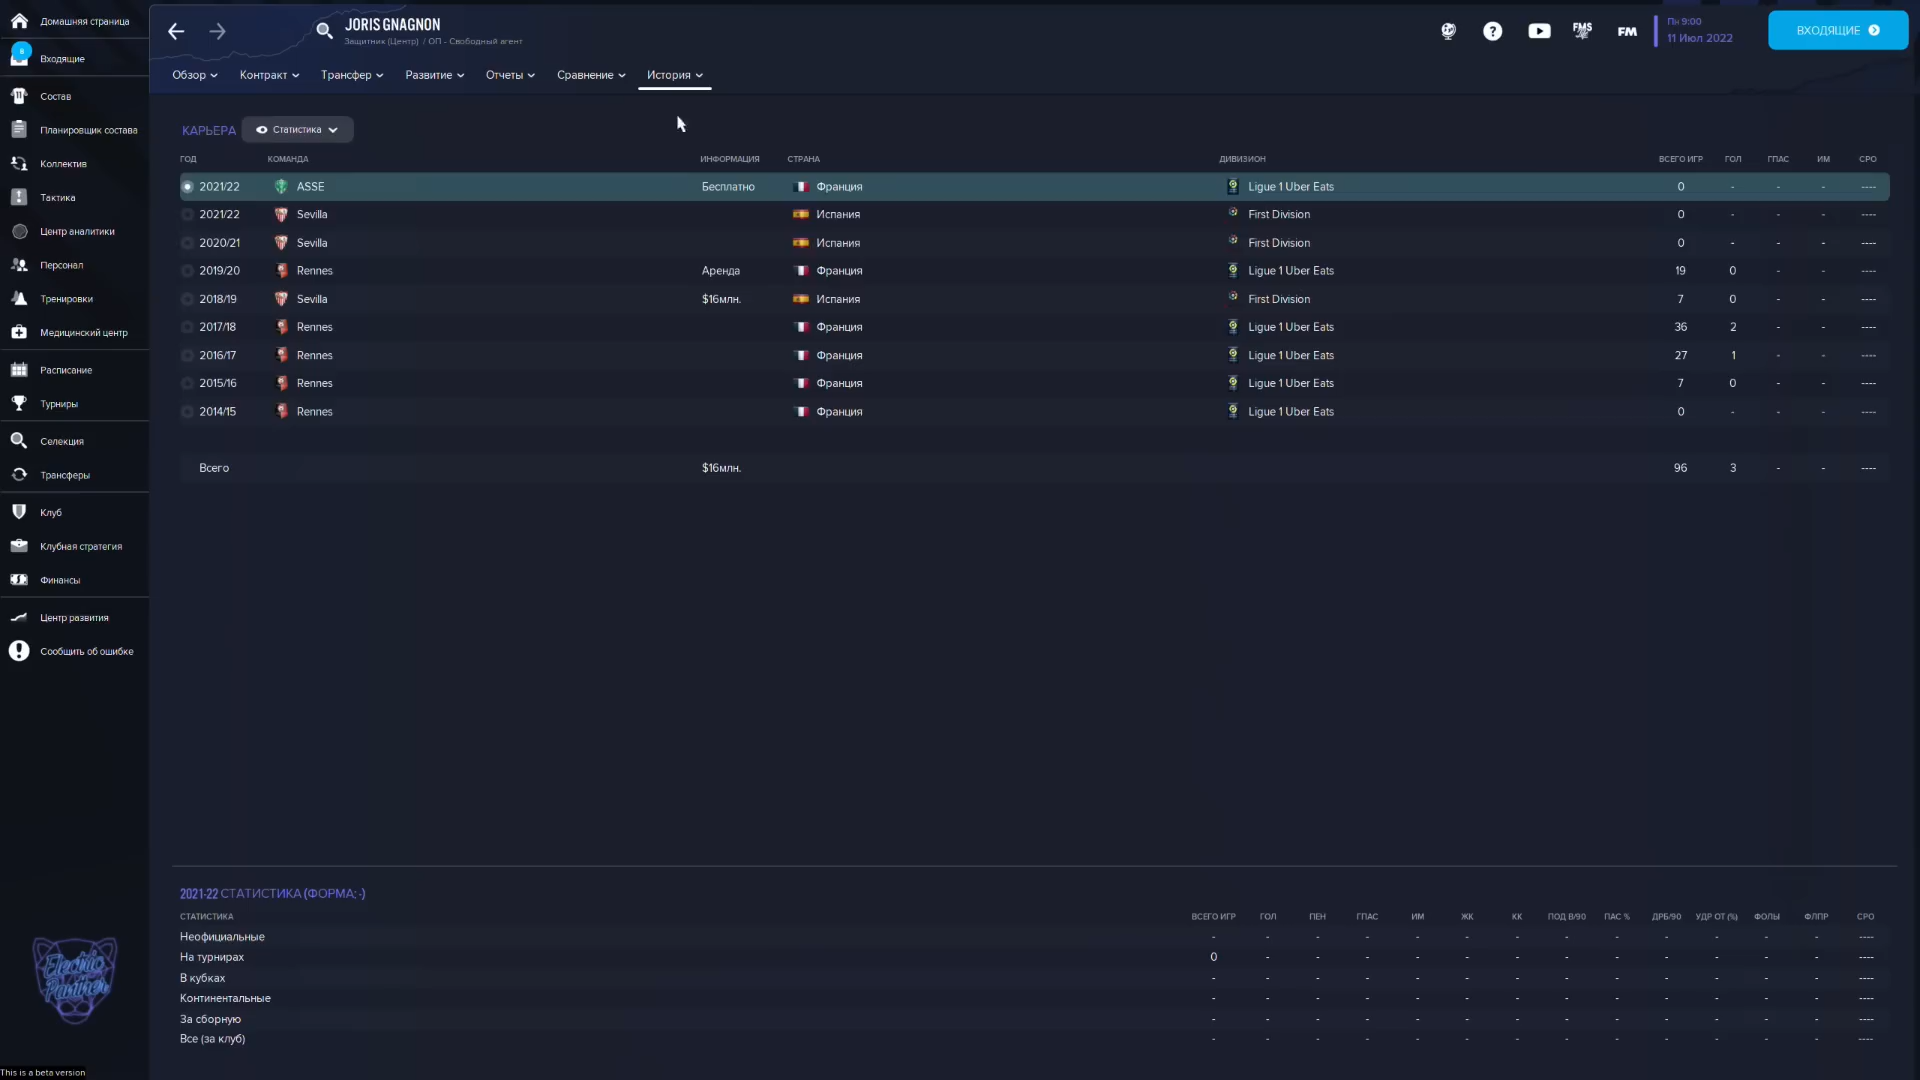 Домашняя страница
8
Входящие
Состав
Планировщик состава
Коллектив
Тактика
Центр аналитики
Персонал
Тренировки
Медицинский центр
Расписание
Турниры
Селекция
Трансферы
Клуб
Клубная стратегия
Финансы
Центр развития
Сообщить об ошибке
Electric
Panther
This is a beta version
JORIS GNAGNON
Защитник (Центр) / ОП - Свободный агент
FMS
FM
Пн 9:00
11 Июл 2022
ВХОДЯЩИЕ
Обзор Контракт Трансфер Развитие Отчеты Сравнение История
КАРЬЕРА Статистика
ГОД КОМАНДА ИНФОРМАЦИЯ СТРАНА ДИВИЗИОН ВСЕГО ИГР ГОЛ ГПАС ИМ СРО
2021/22 ASSE Бесплатно Франция Ligue 1 Uber Eats 0 - - - ----
2021/22 Sevilla Испания First Division 0 - - - ----
2020/21 Sevilla Испания First Division 0 - - - ----
2019/20 Rennes Аренда Франция Ligue 1 Uber Eats 19 0 - - ----
2018/19 Sevilla $16млн. Испания First Division 7 0 - - ----
2017/18 Rennes Франция Ligue 1 Uber Eats 36 2 - - ----
2016/17 Rennes Франция Ligue 1 Uber Eats 27 1 - - ----
2015/16 Rennes Франция Ligue 1 Uber Eats 7 0 - - ----
2014/15 Rennes Франция Ligue 1 Uber Eats 0 - - - ----
Всего $16млн. 96 3 - - ----
2021-22 СТАТИСТИКА (ФОРМА: -)
СТАТИСТИКА ВСЕГО ИГР ГОЛ ПЕН ГПАС ИМ ЖК КК ПОД В/90 ПАС % ДРБ/90 УДР ОТ (%) ФОЛЫ ФЛПР СРО
Неофициальные - - - - - - - - - - - - - ----
На турнирах 0 - - - - - - - - - - - - ----
В кубках - - - - - - - - - - - - - ----
Континентальные - - - - - - - - - - - - - ----
За сборную - - - - - - - - - - - - - ----
Все (за клуб) - - - - - - - - - - - - - ----